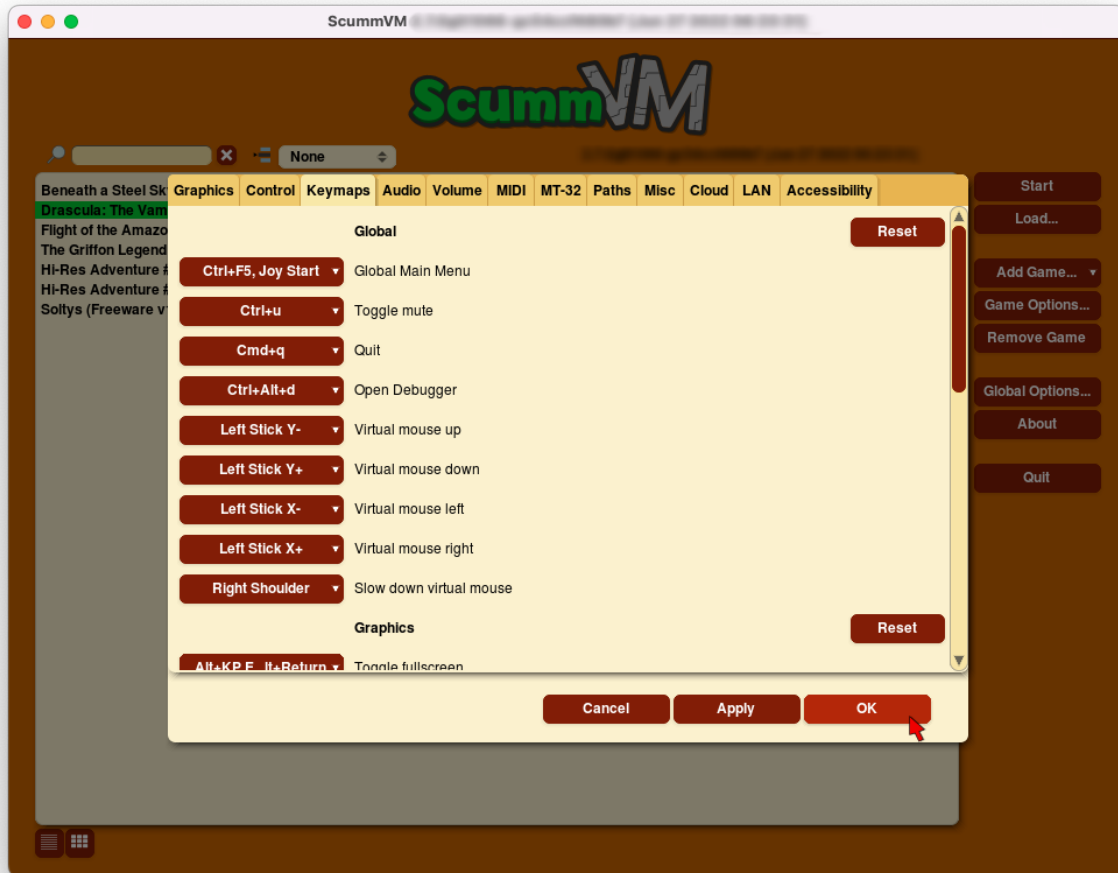 ScummVM
ScummVM
None
Beneath a Steel Sk
Drascula: The Vam
Flight of the Amazo
The Griffon Legend
Hi-Res Adventure #
Hi-Res Adventure #
Soltys (Freeware v
Graphics Control Keymaps Audio Volume MIDI MT-32 Paths Misc Cloud LAN Accessibility
Global Reset
Ctrl+F5, Joy Start Global Main Menu
Ctrl+u Toggle mute
Cmd+q Quit
Ctrl+Alt+d Open Debugger
Left Stick Y- Virtual mouse up
Left Stick Y+ Virtual mouse down
Left Stick X- Virtual mouse left
Left Stick X+ Virtual mouse right
Right Shoulder Slow down virtual mouse
Graphics Reset
Alt+KP E lt+Return Toggle fullscreen
Cancel Apply OK
Start
Load...
Add Game...
Game Options...
Remove Game
Global Options...
About
Quit